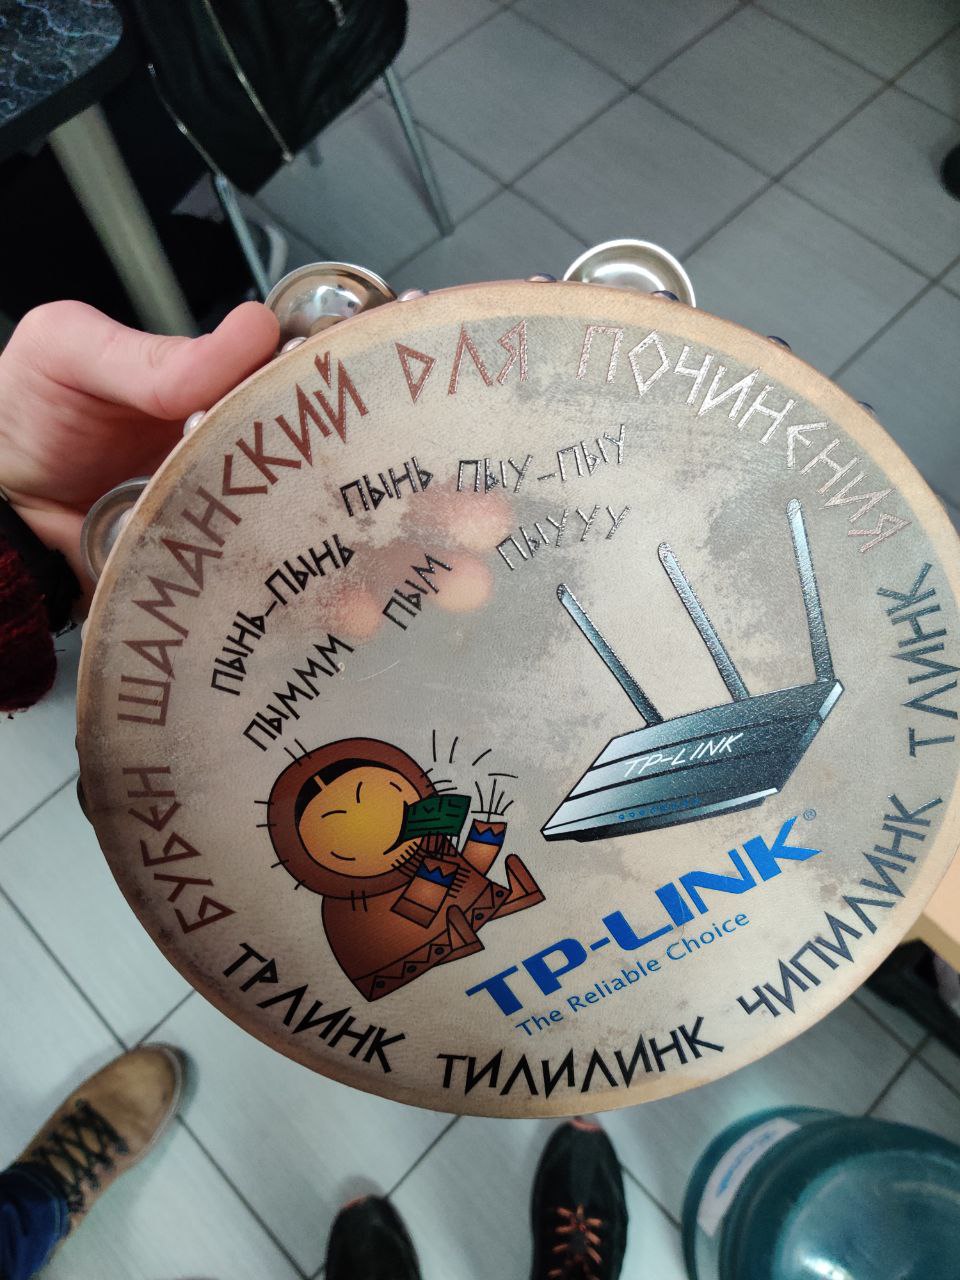 БУБЕН ШАМАНСКИЙ ДЛЯ ПОЧИНЕНИЯ
ПЫНЬ-ПЫНЬ ПЫНЬ ПЫУ-ПЫУ
ПЫМММ ПЫМ ПЫУУУ
TP-LINK
TP-LINK®
The Reliable Choice
ТРЛИНК ТИЛИЛИНК ЧИПИЛИНК ТЛИНК